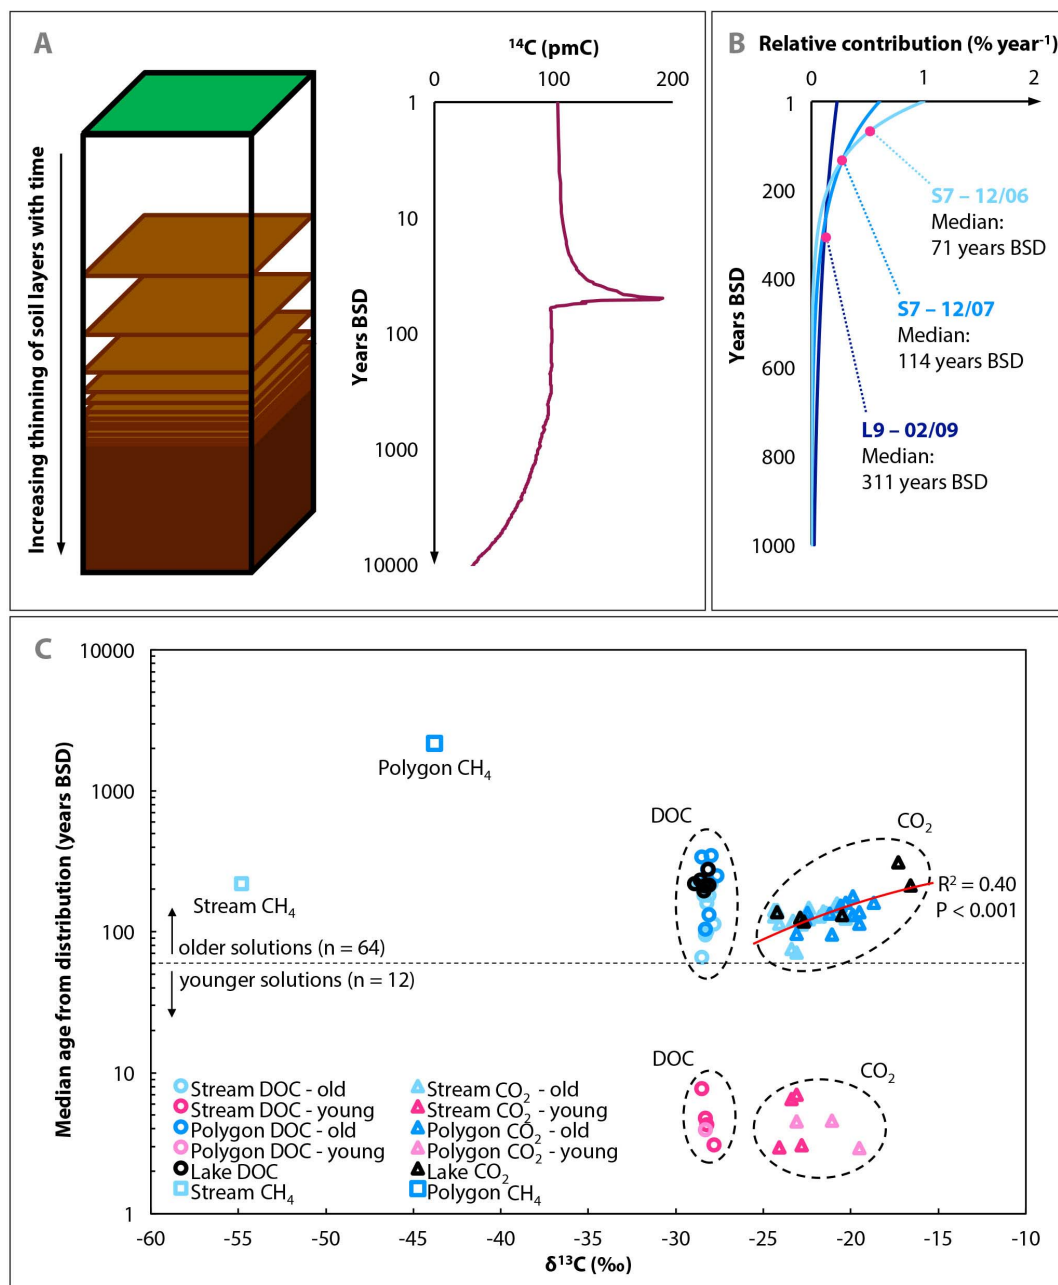 A
Increasing thinning of soil layers with time
¹⁴C (pmC)
0 100 200
Years BSD
1
10
100
1000
10000
B
Relative contribution (% year⁻¹)
0 1 2
Years BSD
1
200
400
600
800
1000
S7 – 12/06
Median:
71 years BSD
S7 – 12/07
Median:
114 years BSD
L9 – 02/09
Median:
311 years BSD
C
Median age from distribution (years BSD)
10000
1000
100
10
1
Polygon CH₄
Stream CH₄
DOC
CO₂
R² = 0.40
P < 0.001
older solutions (n = 64)
younger solutions (n = 12)
DOC
CO₂
Stream DOC - old
Stream DOC - young
Polygon DOC - old
Polygon DOC - young
Lake DOC
Stream CH₄
Stream CO₂ - old
Stream CO₂ - young
Polygon CO₂ - old
Polygon CO₂ - young
Lake CO₂
Polygon CH₄
-60 -55 -50 -45 -40 -35 -30 -25 -20 -15 -10
δ¹³C (‰)